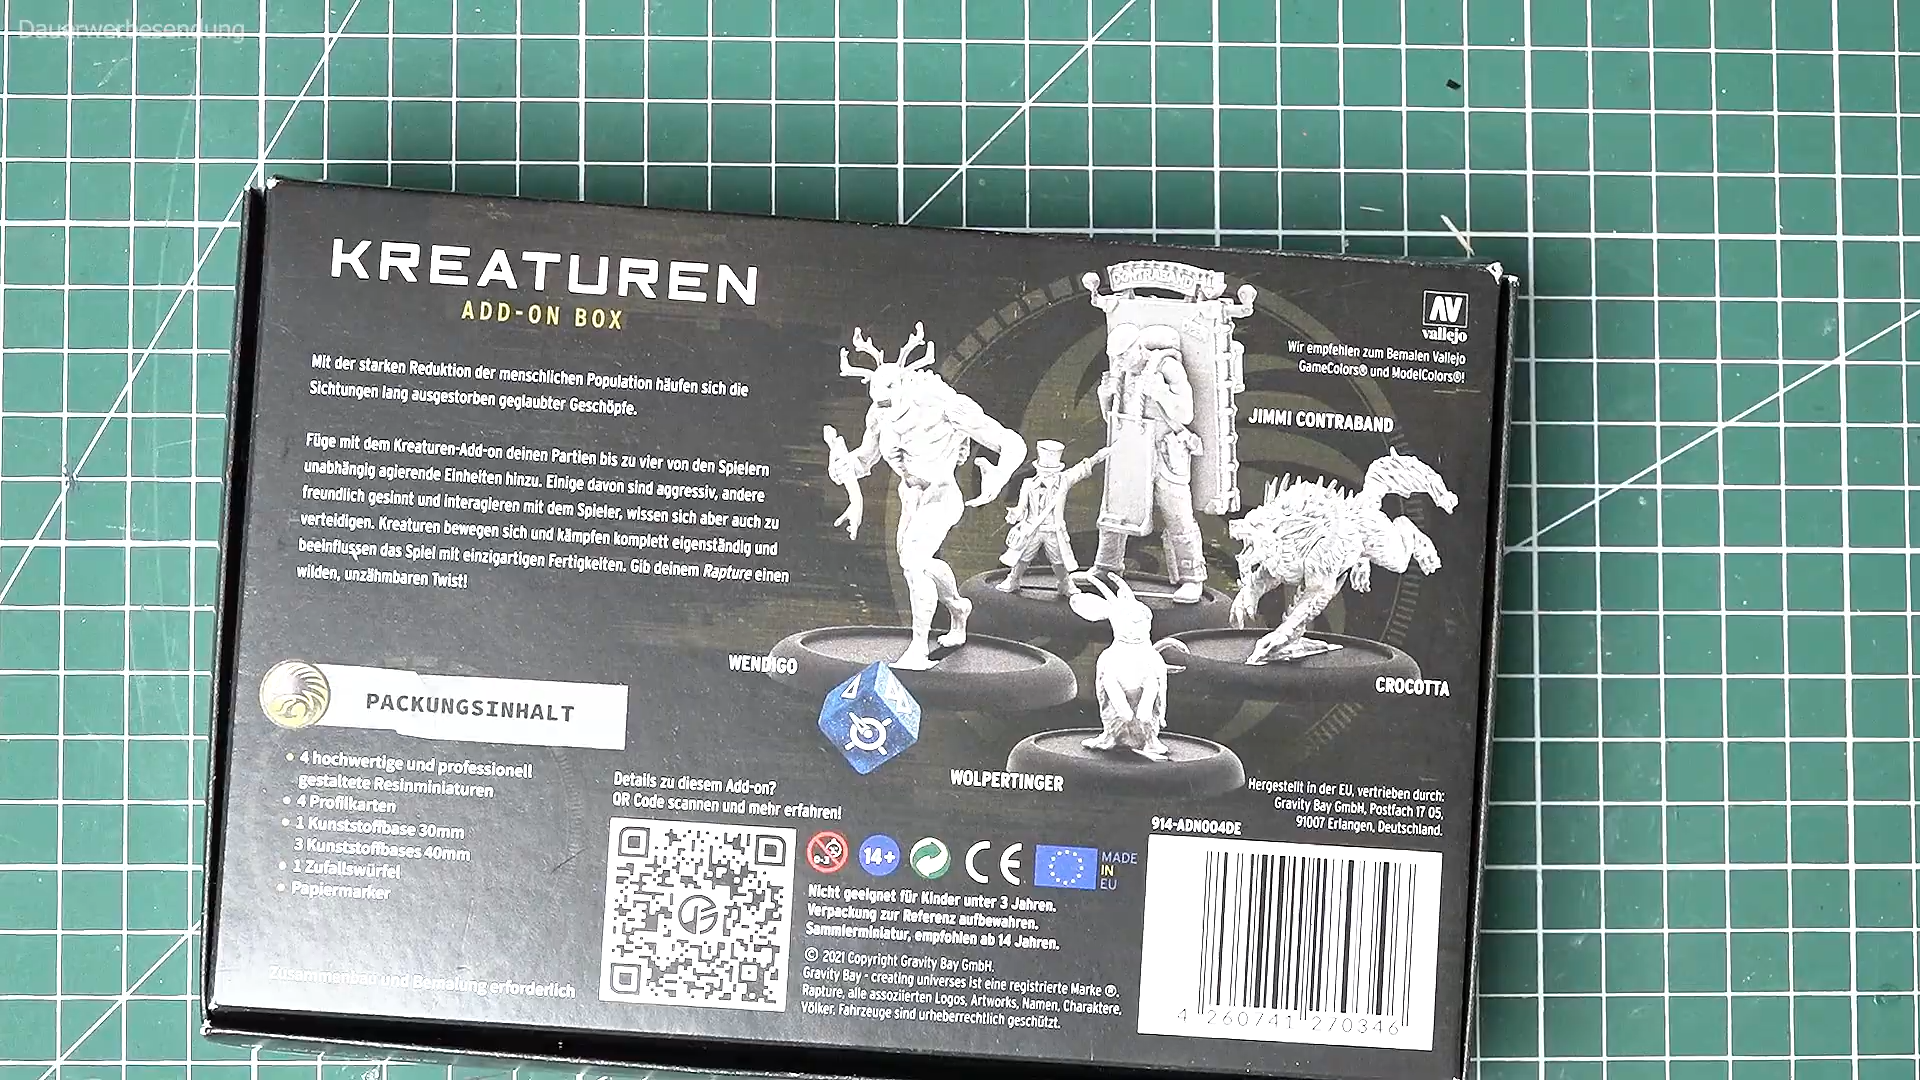 Dauerwerbesendung
KREATUREN
ADD-ON BOX
Mit der starken Reduktion der menschlichen Population häufen sich die
Sichtungen lang ausgestorben geglaubter Geschöpfe.
Füge mit dem Kreaturen-Add-on deinen Partien bis zu vier von den Spielern
unabhängig agierende Einheiten hinzu. Einige davon sind aggressiv, andere
freundlich gesinnt und interagieren mit dem Spieler, wissen sich aber auch zu
verteidigen. Kreaturen bewegen sich und kämpfen komplett eigenständig und
beeinflussen das Spiel mit einzigartigen Fertigkeiten. Gib deinem Rapture einen
wilden, unzähmbaren Twist!
CONTRABAND
AV
vallejo
Wir empfehlen zum Bemalen Vallejo
GameColors® und ModelColors®!
JIMMI CONTRABAND
WENDIGO
CROCOTTA
WOLPERTINGER
PACKUNGSINHALT
• 4 hochwertige und professionell
gestaltete Resinminiaturen
• 4 Profilkarten
• 1 Kunststoffbase 30mm
3 Kunststoffbases 40mm
• 1 Zufallswürfel
• Papiermarker
Zusammenbau und Bemalung erforderlich
Details zu diesem Add-on?
QR Code scannen und mehr erfahren!
0-3
14+
CE
MADE
IN
EU
Nicht geeignet für Kinder unter 3 Jahren.
Verpackung zur Referenz aufbewahren.
Sammlerminiatur, empfohlen ab 14 Jahren.
© 2021 Copyright Gravity Bay GmbH.
Gravity Bay - creating universes ist eine registrierte Marke ®.
Rapture, alle assoziierten Logos, Artworks, Namen, Charaktere,
Völker, Fahrzeuge sind urheberrechtlich geschützt.
Hergestellt in der EU, vertrieben durch:
Gravity Bay GmbH, Postfach 17 05,
91007 Erlangen, Deutschland.
914-ADN004DE
4 260741 270346